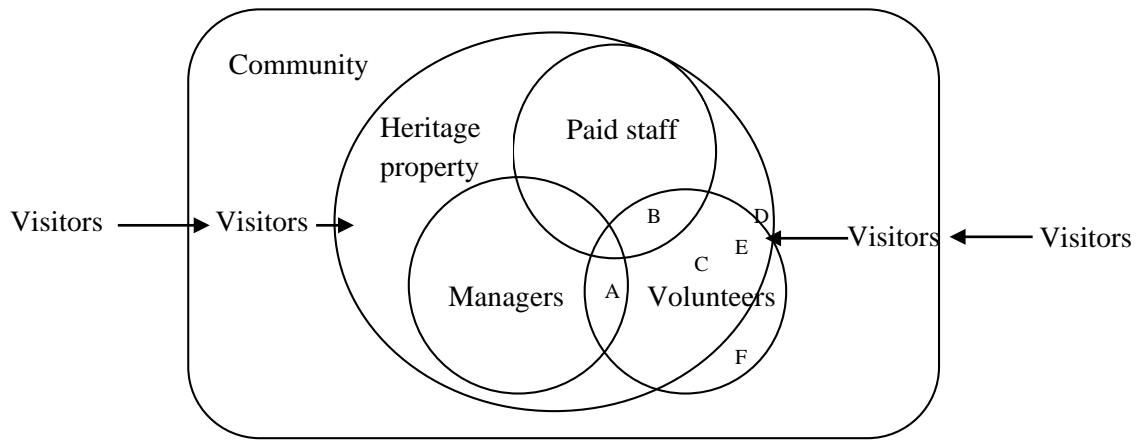 Community
Heritage
property
Paid staff
B
D
Visitors
Visitors
E
Visitors
Visitors
C
Managers
A
Volunteers
F